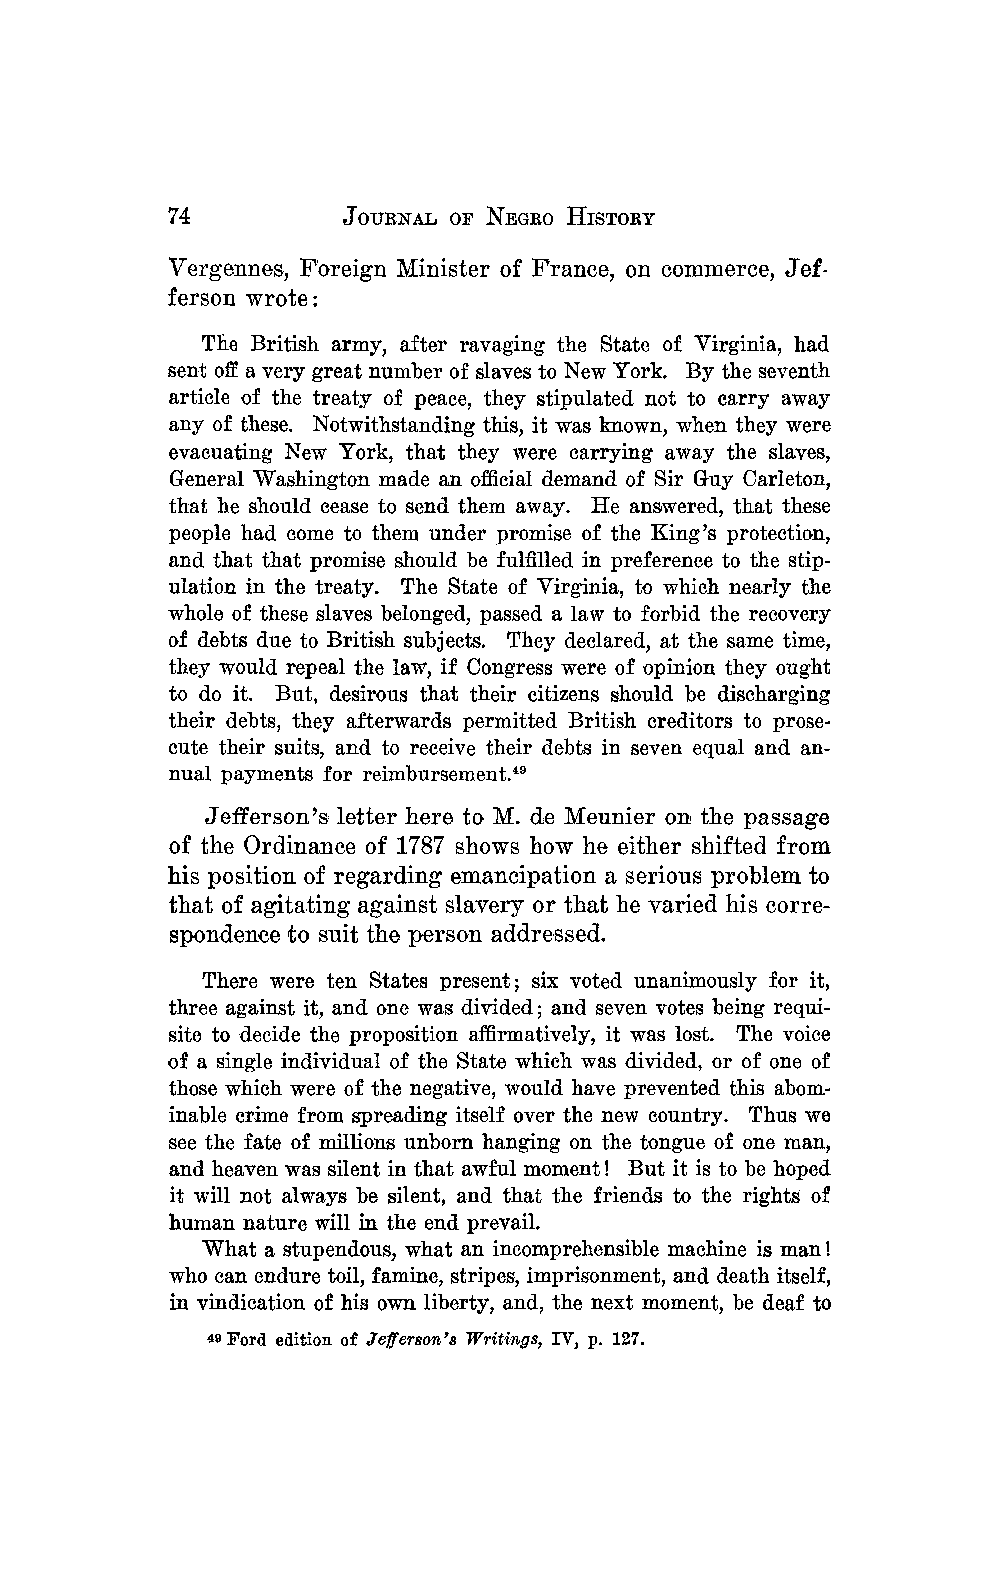 74 JOURNAL OF NEGRO HISTORY
Vergennes, Foreign Minister of France, on commerce, Jef-
ferson wrote:
The British army, after ravaging the State of Virginia, had
sent off a very great number of slaves to New York. By the seventh
article of the treaty of peace, they stipulated not to carry away
any of these. Notwithstanding this, it was known, when they were
evacuating New York, that they were carrying away the slaves,
General Washington made an official demand of Sir Guy Carleton,
that he should cease to send them away. He answered, that these
people had come to them under promise of the King's protection,
and that that promise should be fulfilled in preference to the stip-
ulation in the treaty. The State of Virginia, to which nearly the
whole of these slaves belonged, passed a law to forbid the recovery
of debts due to British subjects. They declared, at the same time,
they would repeal the law, if Congress were of opinion they ought
to do it. But, desirous that their citizens should be discharging
their debts, they afterwards permitted British creditors to prose-
cute their suits, and to receive their debts in seven equal and an-
nual payments for reimbursement.49
Jefferson's letter here to M. de Meunier on the passage
of the Ordinance of 1787 shows how he either shifted from
his position of regarding emancipation a serious problem to
that of agitating against slavery or that he varied his corre-
spondence to suit the person addressed.
There were ten States present; six voted unanimously for it,
three against it, and one was divided; and seven votes being requi-
site to decide the proposition affirmatively, it was lost. The voice
of a single individual of the State which was divided, or of one of
those which were of the negative, would have prevented this abom-
inable crime from spreading itself over the new country. Thus we
see the fate of millions unborn hanging on the tongue of one man,
and heaven was silent in that awful moment! But it is to be hoped
it will not always be silent, and that the friends to the rights of
human nature will in the end prevail.
What a stupendous, what an incomprehensible machine is man!
who can endure toil, famine, stripes, imprisonment, and death itself,
in vindication of his own liberty, and, the next moment, be deaf to
49 Ford edition of Jefferson's Writings, IV, p. 127.